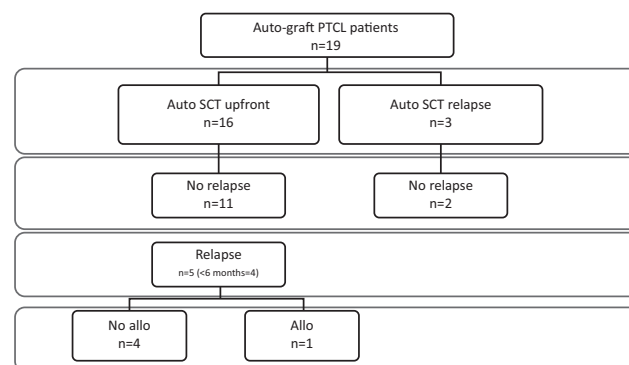 Auto-graft PTCL patients
n=19
Auto SCT upfront
n=16
Auto SCT relapse
n=3
No relapse
n=11
No relapse
n=2
Relapse
n=5 (<6 months=4)
No allo
n=4
Allo
n=1